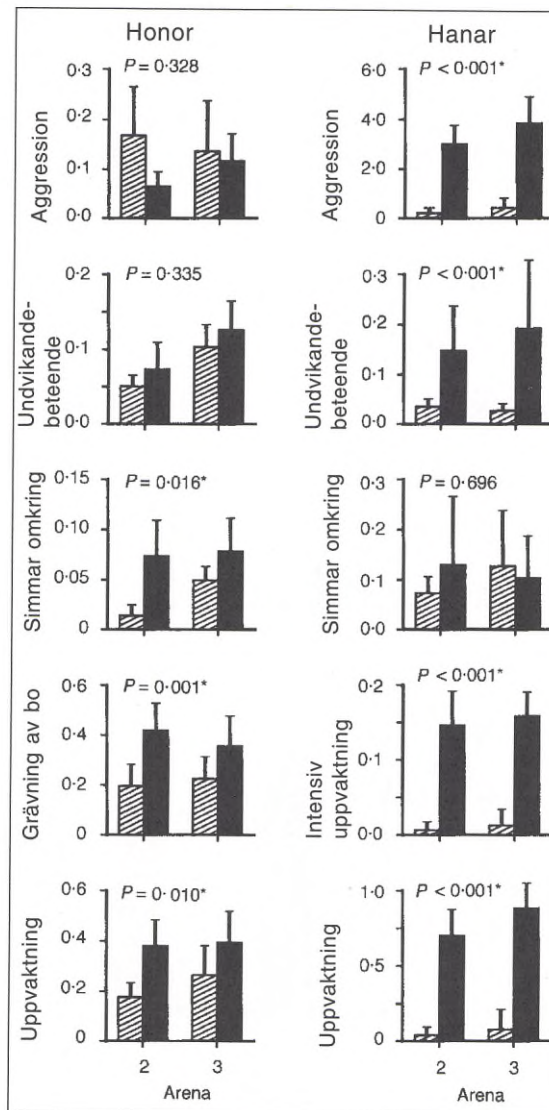 Honor
Aggression
0·3
0·2
0·1
0·0
P = 0·328
Undvikande-
beteende
0·2
0·1
0·0
P = 0·335
Simmar omkring
0·15
0·10
0·05
0
P = 0·016*
Grävning av bo
0·6
0·4
0·2
0
P = 0·001*
Uppvaktning
0·6
0·4
0·2
0
P = 0·010*
2
3
Arena
Hanar
Aggression
6·0
4·0
2·0
0
P < 0·001*
Undvikande-
beteende
0·3
0·2
0·1
0·0
P < 0·001*
Simmar omkring
0·3
0·2
0·1
0·0
P = 0·696
Intensiv
uppvaktning
0·2
0·1
0·0
P < 0·001*
Uppvaktning
1·0
0·5
0
P < 0·001*
2
3
Arena